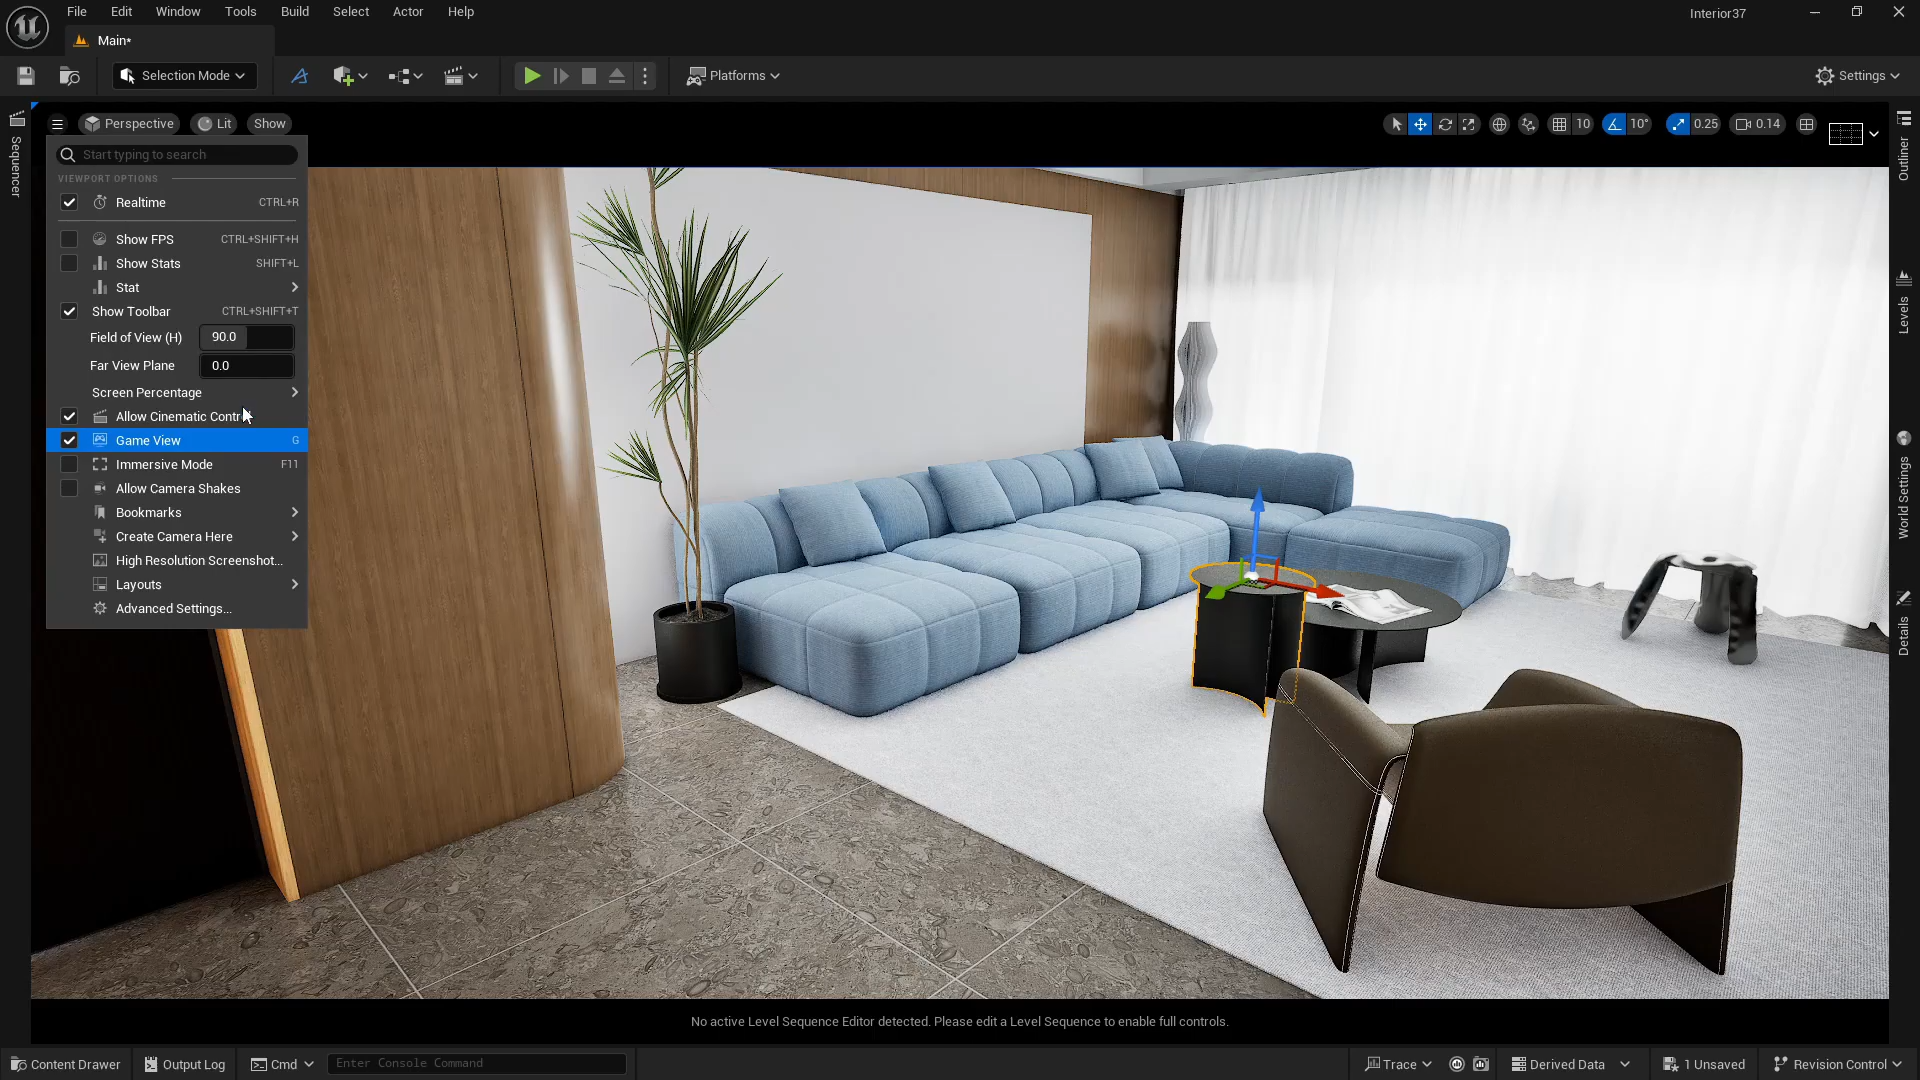 File Edit Window Tools Build Select Actor Help
Interior37
Main*
Selection Mode
Platforms
Settings
Perspective Lit Show
10 10° 0.25 0.14
Sequencer
Outliner
Levels
World Settings
Details
Start typing to search
VIEWPORT OPTIONS
Realtime CTRL+R
Show FPS CTRL+SHIFT+H
Show Stats SHIFT+L
Stat
Show Toolbar CTRL+SHIFT+T
Field of View (H) 90.0
Far View Plane 0.0
Screen Percentage
Allow Cinematic Contr
Game View G
Immersive Mode F11
Allow Camera Shakes
Bookmarks
Create Camera Here
High Resolution Screenshot...
Layouts
Advanced Settings...
No active Level Sequence Editor detected. Please edit a Level Sequence to enable full controls.
Content Drawer Output Log Cmd Enter Console Command Trace Derived Data 1 Unsaved Revision Control